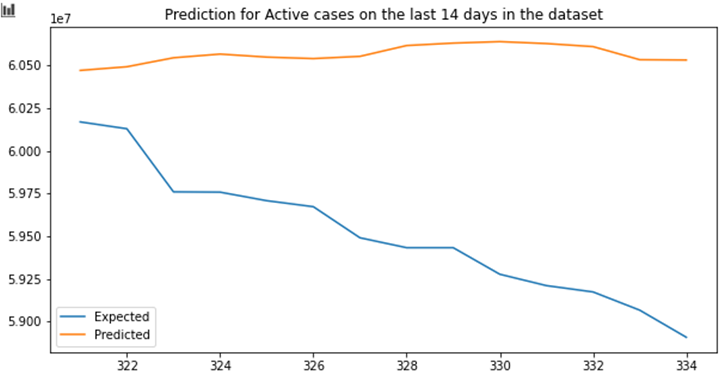 Prediction for Active cases on the last 14 days in the dataset
1e7
6.050
6.025
6.000
5.975
5.950
5.925
5.900
Expected
Predicted
322 324 326 328 330 332 334